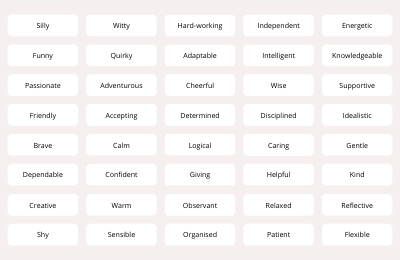 Silly Witty Hard-working Independent Energetic
Funny Quirky Adaptable Intelligent Knowledgeable
Passionate Adventurous Cheerful Wise Supportive
Friendly Accepting Determined Disciplined Idealistic
Brave Calm Logical Caring Gentle
Dependable Confident Giving Helpful Kind
Creative Warm Observant Relaxed Reflective
Shy Sensible Organised Patient Flexible